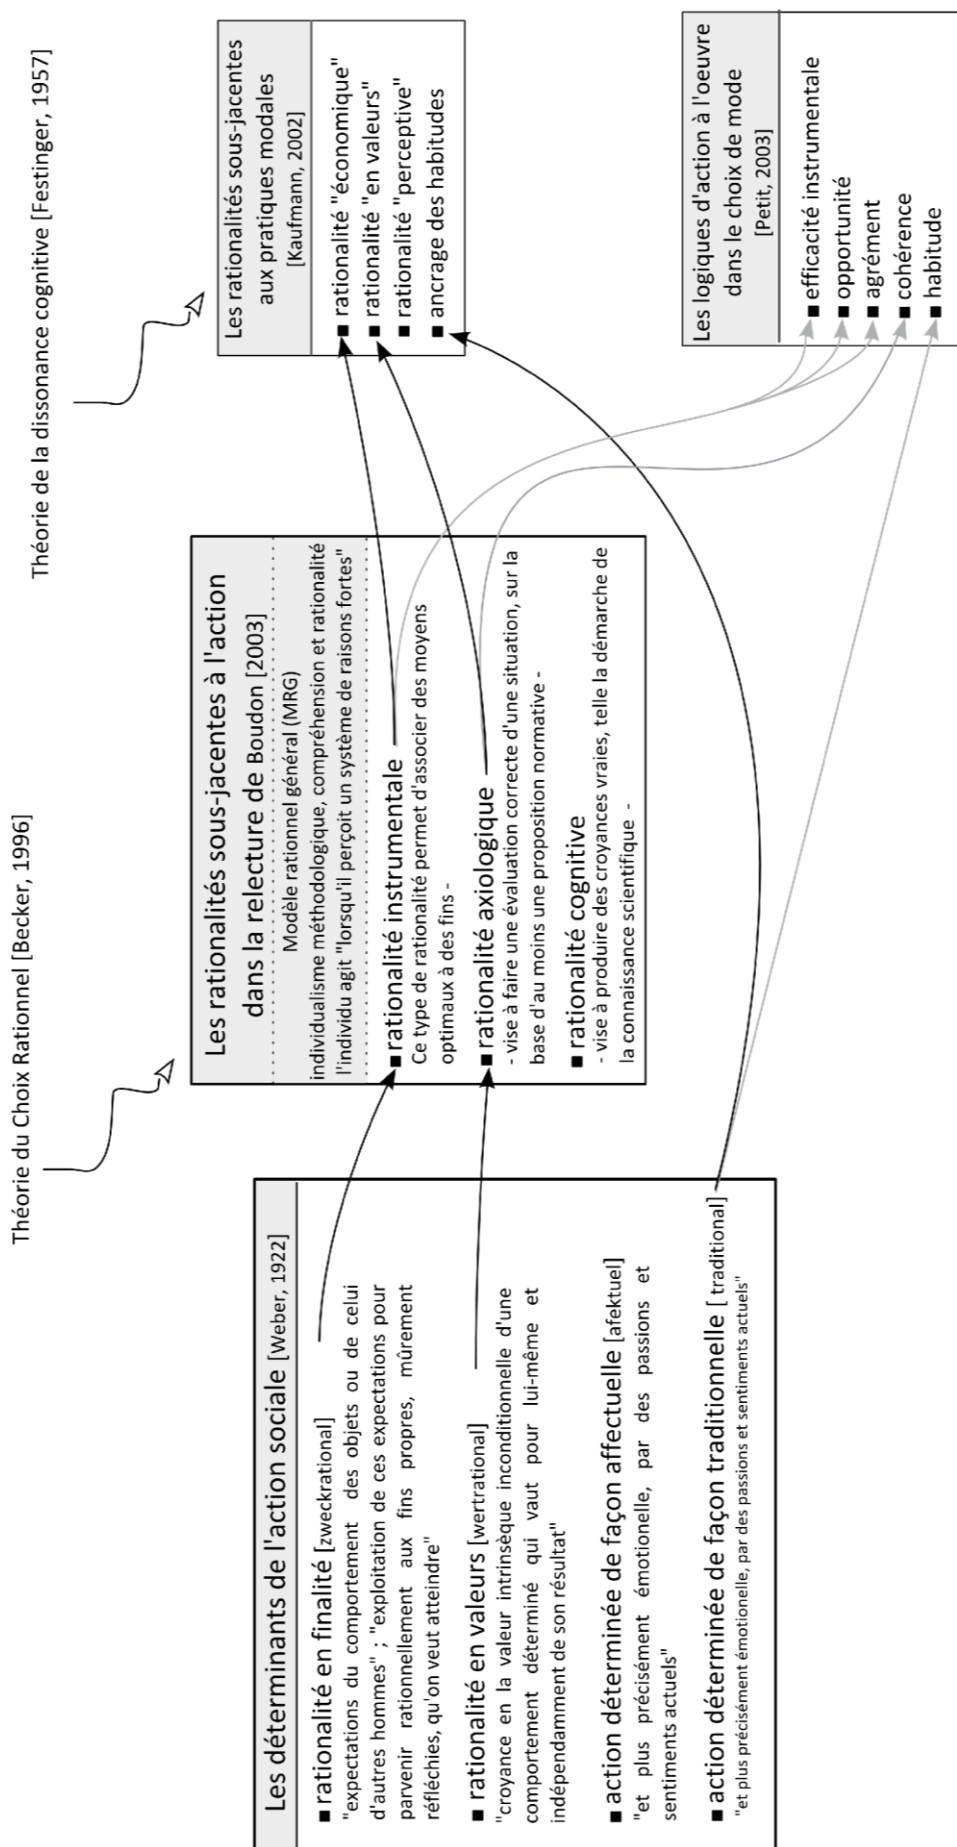 Théorie du Choix Rationnel [Becker, 1996]
Théorie de la dissonance cognitive [Festinger, 1957]
Les déterminants de l'action sociale [Weber, 1922]
■ rationalité en finalité [zweckrational]
"expectations du comportement des objets ou de celui
d'autres hommes" ; "exploitation de ces expectations pour
parvenir rationnellement aux fins propres, mûrement
réfléchies, qu'on veut atteindre"
■ rationalité en valeurs [wertrational]
"croyance en la valeur intrinsèque inconditionnelle d'une
comportement déterminé qui vaut pour lui-même et
indépendamment de son résultat"
■ action déterminée de façon affectuelle [afektuel]
"et plus précisément émotionelle, par des passions et
sentiments actuels"
■ action déterminée de façon traditionnelle [ traditional]
"et plus précisément émotionelle, par des passions et sentiments actuels"
Les rationalités sous-jacentes à l'action
dans la relecture de Boudon [2003]
Modèle rationnel général (MRG)
individualisme méthodologique, compréhension et rationalité
l'individu agit "lorsqu'il perçoit un système de raisons fortes"
■ rationalité instrumentale
Ce type de rationalité permet d'associer des moyens
optimaux à des fins -
■ rationalité axiologique
- vise à faire une évaluation correcte d'une situation, sur la
base d'au moins une proposition normative -
■ rationalité cognitive
- vise à produire des croyances vraies, telle la démarche de
la connaissance scientifique -
Les rationalités sous-jacentes
aux pratiques modales
[Kaufmann, 2002]
■ rationalité "économique"
■ rationalité "en valeurs"
■ rationalité "perceptive"
■ ancrage des habitudes
Les logiques d'action à l'oeuvre
dans le choix de mode
[Petit, 2003]
■ efficacité instrumentale
■ opportunité
■ agrément
■ cohérence
■ habitude